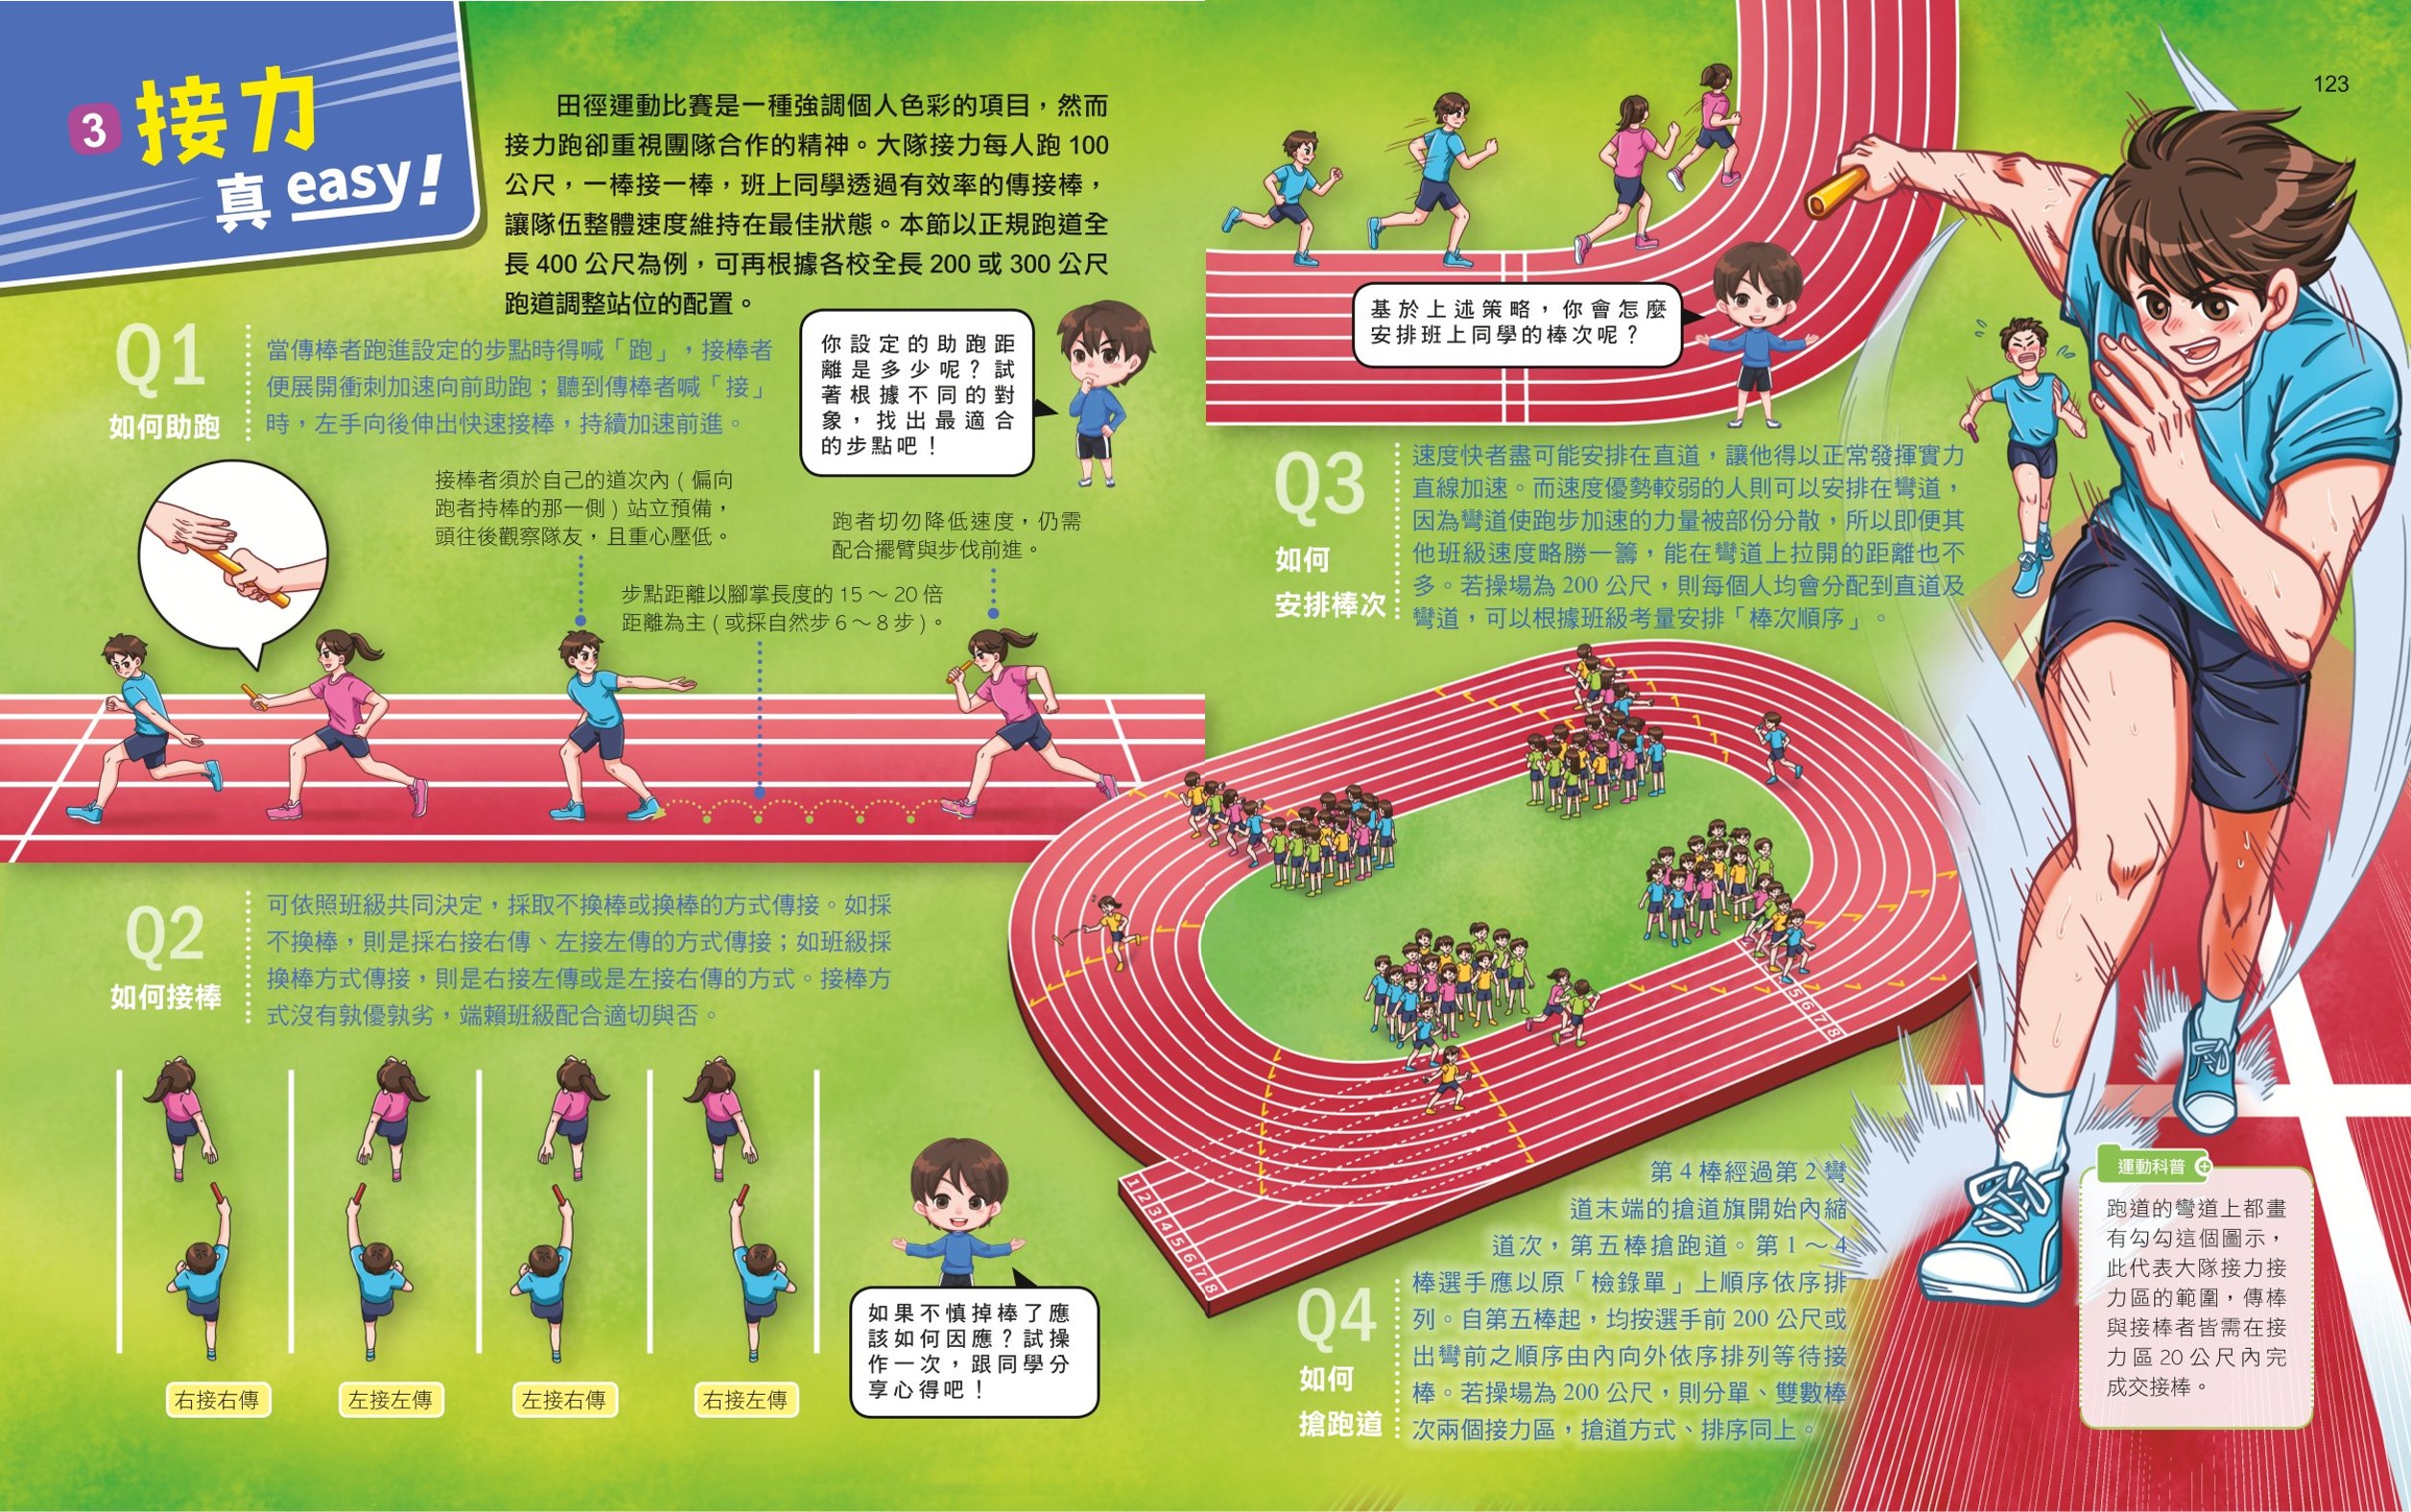 3 接力
真 easy!
田徑運動比賽是一種強調個人色彩的項目，然而
接力跑卻重視團隊合作的精神。大隊接力每人跑 100
公尺，一棒接一棒，班上同學透過有效率的傳接棒，
讓隊伍整體速度維持在最佳狀態。本節以正規跑道全
長 400 公尺為例，可再根據各校全長 200 或 300 公尺
跑道調整站位的配置。
Q1
如何助跑
當傳棒者跑進設定的步點時得喊「跑」，接棒者
便展開衝刺加速向前助跑；聽到傳棒者喊「接」
時，左手向後伸出快速接棒，持續加速前進。
你設定的助跑距
離是多少呢？試
著根據不同的對
象，找出最適合
的步點吧！
接棒者須於自己的道次內（偏向
跑者持棒的那一側）站立預備，
頭往後觀察隊友，且重心壓低。
跑者切勿降低速度，仍需
配合擺臂與步伐前進。
步點距離以腳掌長度的 15～20 倍
距離為主（或採自然步 6～8 步）。
Q2
如何接棒
可依照班級共同決定，採取不換棒或換棒的方式傳接。如採
不換棒，則是採右接右傳、左接左傳的方式傳接；如班級採
換棒方式傳接，則是右接左傳或是左接右傳的方式。接棒方
式沒有孰優孰劣，端賴班級配合適切與否。
右接右傳
左接左傳
左接右傳
右接左傳
如果不慎掉棒了應
該如何因應？試操
作一次，跟同學分
享心得吧！
123
基於上述策略，你會怎麼
安排班上同學的棒次呢？
Q3
如何
安排棒次
速度快者盡可能安排在直道，讓他得以正常發揮實力
直線加速。而速度優勢較弱的人則可以安排在彎道，
因為彎道使跑步加速的力量被部份分散，所以即便其
他班級速度略勝一籌，能在彎道上拉開的距離也不
多。若操場為 200 公尺，則每個人均會分配到直道及
彎道，可以根據班級考量安排「棒次順序」。
5 6 7 8
1 2 3 4 5 6 7 8
Q4
如何
搶跑道
第 4 棒經過第 2 彎
道末端的搶道旗開始內縮
道次，第五棒搶跑道。第 1～4
棒選手應以原「檢錄單」上順序依序排
列。自第五棒起，均按選手前 200 公尺或
出彎前之順序由內向外依序排列等待接
棒。若操場為 200 公尺，則分單、雙數棒
次兩個接力區，搶道方式、排序同上。
運動科普
跑道的彎道上都畫
有勾勾這個圖示，
此代表大隊接力接
力區的範圍，傳棒
與接棒者皆需在接
力區 20 公尺內完
成交接棒。